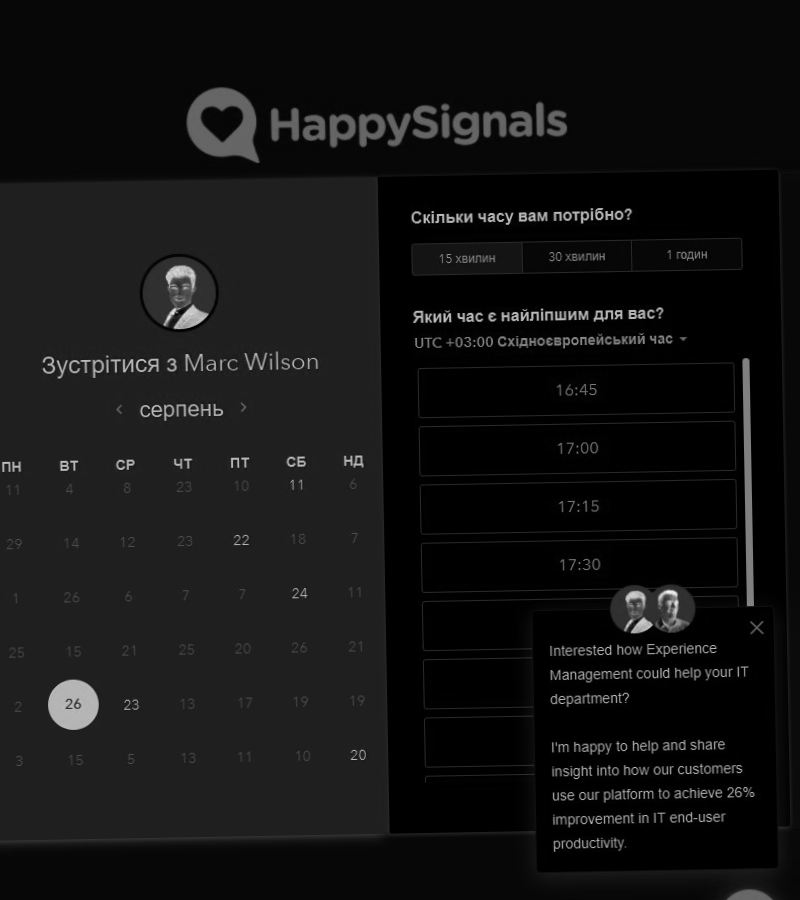 HappySignals
Зустрітися з Marc Wilson
серпень
ПН ВТ СР ЧТ ПТ СБ НД
11 4 8 23 10 11 6
29 14 12 23 22 18 7
1 26 6 7 7 24 11
25 15 21 25 20 26 21
2 26 23 13 17 19 19
3 15 5 13 11 10 20
Скільки часу вам потрібно?
15 хвилин 30 хвилин 1 годин
Який час є найліпшим для вас?
UTC +03:00 Східноєвропейський час
16:45
17:00
17:15
17:30
Interested how Experience
Management could help your IT
department?
I'm happy to help and share
insight into how our customers
use our platform to achieve 26%
improvement in IT end-user
productivity.